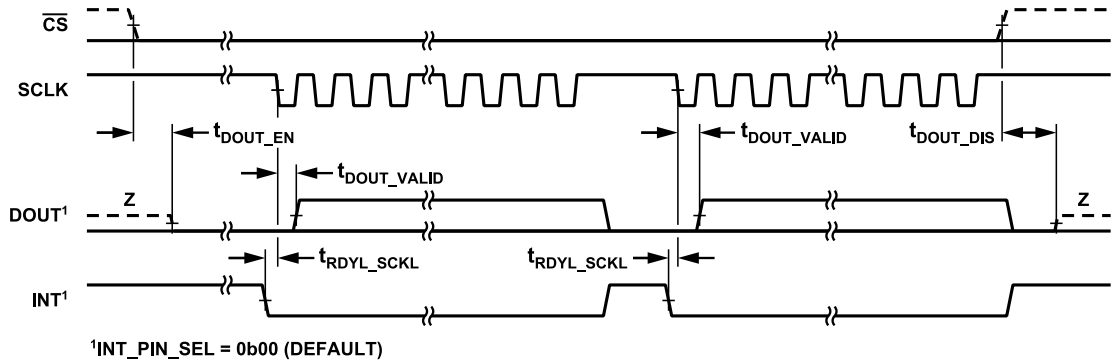 CS
SCLK
tDOUT_EN
tDOUT_VALID
tDOUT_DIS
tDOUT_VALID
Z
Z
DOUT¹
tRDYL_SCKL
tRDYL_SCKL
INT¹
¹INT_PIN_SEL = 0b00 (DEFAULT)